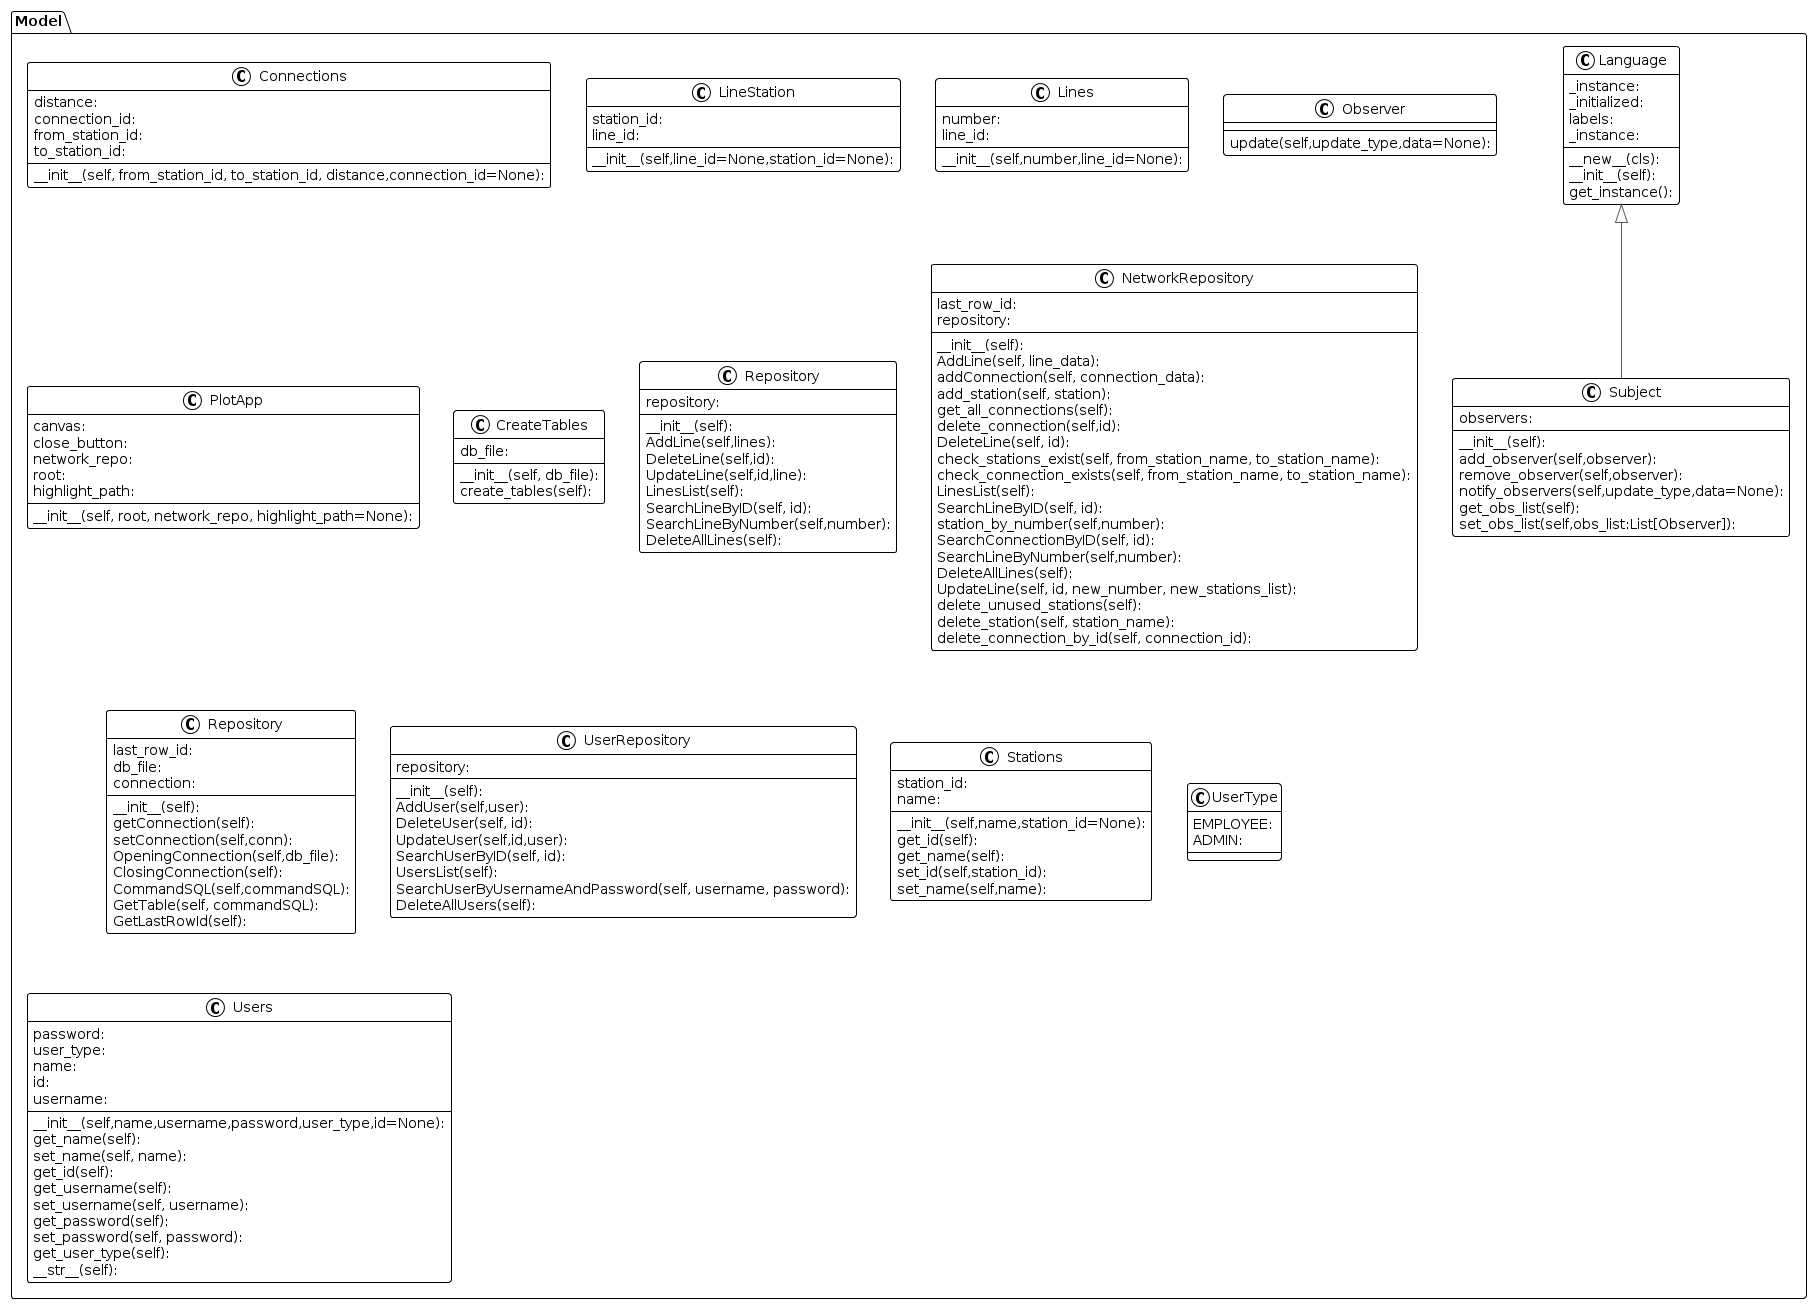 Model
C Connections
distance:
connection_id:
from_station_id:
to_station_id:
__init__(self, from_station_id, to_station_id, distance,connection_id=None):
C LineStation
station_id:
line_id:
__init__(self,line_id=None,station_id=None):
C Lines
number:
line_id:
__init__(self,number,line_id=None):
C Observer
update(self,update_type,data=None):
C Language
_instance:
_initialized:
labels:
_instance:
__new__(cls):
__init__(self):
get_instance():
C PlotApp
canvas:
close_button:
network_repo:
root:
highlight_path:
__init__(self, root, network_repo, highlight_path=None):
C CreateTables
db_file:
__init__(self, db_file):
create_tables(self):
C Repository
repository:
__init__(self):
AddLine(self,lines):
DeleteLine(self,id):
UpdateLine(self,id,line):
LinesList(self):
SearchLineByID(self, id):
SearchLineByNumber(self,number):
DeleteAllLines(self):
C NetworkRepository
last_row_id:
repository:
__init__(self):
AddLine(self, line_data):
addConnection(self, connection_data):
add_station(self, station):
get_all_connections(self):
delete_connection(self,id):
DeleteLine(self, id):
check_stations_exist(self, from_station_name, to_station_name):
check_connection_exists(self, from_station_name, to_station_name):
LinesList(self):
SearchLineByID(self, id):
station_by_number(self,number):
SearchConnectionByID(self, id):
SearchLineByNumber(self,number):
DeleteAllLines(self):
UpdateLine(self, id, new_number, new_stations_list):
delete_unused_stations(self):
delete_station(self, station_name):
delete_connection_by_id(self, connection_id):
C Subject
observers:
__init__(self):
add_observer(self,observer):
remove_observer(self,observer):
notify_observers(self,update_type,data=None):
get_obs_list(self):
set_obs_list(self,obs_list:List[Observer]):
C Repository
last_row_id:
db_file:
connection:
__init__(self):
getConnection(self):
setConnection(self,conn):
OpeningConnection(self,db_file):
ClosingConnection(self):
CommandSQL(self,commandSQL):
GetTable(self, commandSQL):
GetLastRowId(self):
C UserRepository
repository:
__init__(self):
AddUser(self,user):
DeleteUser(self, id):
UpdateUser(self,id,user):
SearchUserByID(self, id):
UsersList(self):
SearchUserByUsernameAndPassword(self, username, password):
DeleteAllUsers(self):
C Stations
station_id:
name:
__init__(self,name,station_id=None):
get_id(self):
get_name(self):
set_id(self,station_id):
set_name(self,name):
C UserType
EMPLOYEE:
ADMIN:
C Users
password:
user_type:
name:
id:
username:
__init__(self,name,username,password,user_type,id=None):
get_name(self):
set_name(self, name):
get_id(self):
get_username(self):
set_username(self, username):
get_password(self):
set_password(self, password):
get_user_type(self):
__str__(self):